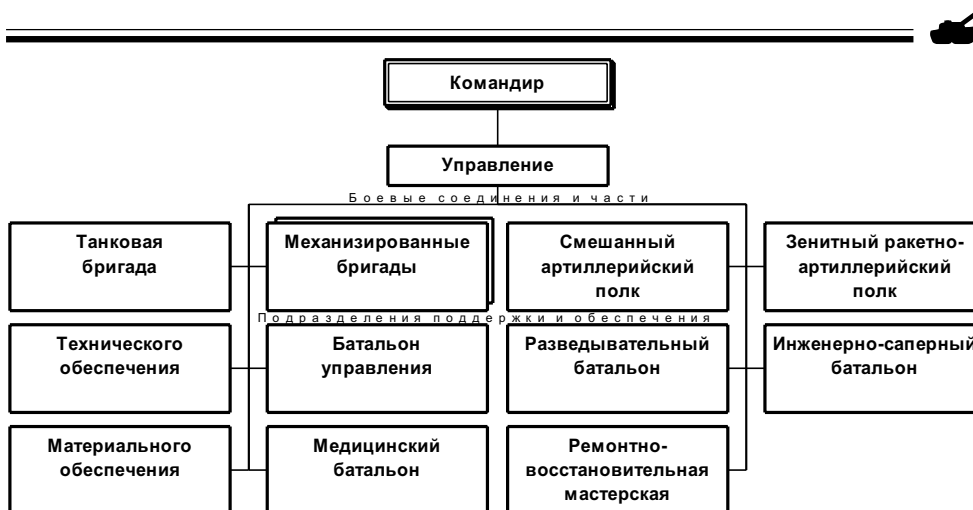 Командир
Управление
Боевые соединения и части
Танковая
бригада
Механизированные
бригады
Смешанный
артиллерийский
полк
Зенитный ракетно-
артиллерийский
полк
Подразделения поддержки и обеспечения
Технического
обеспечения
Батальон
управления
Разведывательный
батальон
Инженерно-саперный
батальон
Материального
обеспечения
Медицинский
батальон
Ремонтно-
восстановительная
мастерская